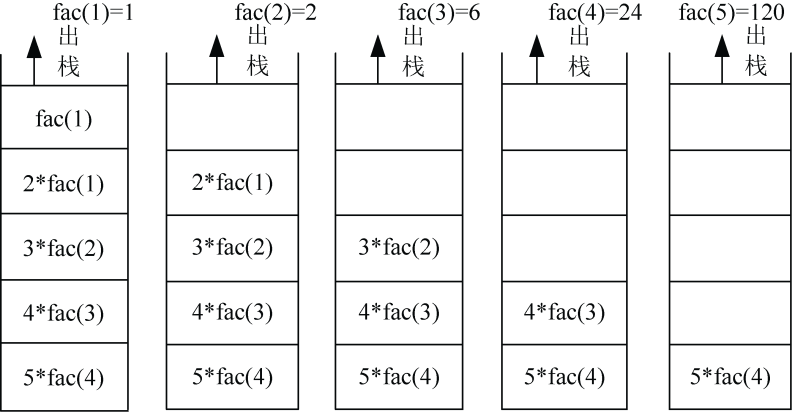 fac(1)=1
出
栈
fac(1)
2*fac(1)
3*fac(2)
4*fac(3)
5*fac(4)
fac(2)=2
出
栈
2*fac(1)
3*fac(2)
4*fac(3)
5*fac(4)
fac(3)=6
出
栈
3*fac(2)
4*fac(3)
5*fac(4)
fac(4)=24
出
栈
4*fac(3)
5*fac(4)
fac(5)=120
出
栈
5*fac(4)